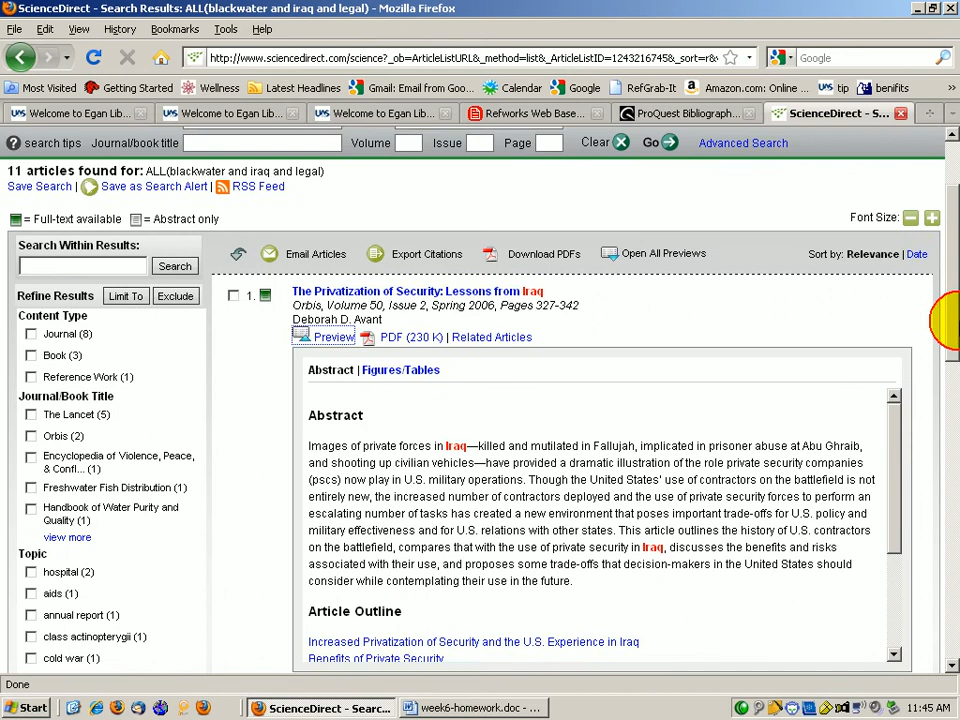 ScienceDirect - Search Results: ALL(blackwater and iraq and legal) - Mozilla Firefox
File Edit View History Bookmarks Tools Help
http://www.sciencedirect.com/science?_ob=ArticleListURL&_method=list&_ArticleListID=1243216745&_sort=r& Google
Most Visited Getting Started Wellness Latest Headlines Gmail: Email from Goo... Calendar Google RefGrab-It Amazon.com: Online ... tip benifits »
Welcome to Egan Lib... Welcome to Egan Lib... Welcome to Egan Lib... Refworks Web Base... ProQuest Bibliograph... ScienceDirect - S...
? search tips Journal/book title Volume Issue Page Clear Go Advanced Search
11 articles found for: ALL(blackwater and iraq and legal)
Save Search | Save as Search Alert | RSS Feed
= Full-text available = Abstract only Font Size:
Search Within Results:
Search
Email Articles Export Citations Download PDFs Open All Previews Sort by: Relevance | Date
Refine Results Limit To Exclude
Content Type
Journal (8)
Book (3)
Reference Work (1)
Journal/Book Title
The Lancet (5)
Orbis (2)
Encyclopedia of Violence, Peace,
& Confl... (1)
Freshwater Fish Distribution (1)
Handbook of Water Purity and
Quality (1)
view more
Topic
hospital (2)
aids (1)
annual report (1)
class actinopterygii (1)
cold war (1)
1. The Privatization of Security: Lessons from Iraq
Orbis, Volume 50, Issue 2, Spring 2006, Pages 327-342
Deborah D. Avant
Preview PDF (230 K) | Related Articles
Abstract | Figures/Tables
Abstract
Images of private forces in Iraq—killed and mutilated in Fallujah, implicated in prisoner abuse at Abu Ghraib,
and shooting up civilian vehicles—have provided a dramatic illustration of the role private security companies
(pscs) now play in U.S. military operations. Though the United States' use of contractors on the battlefield is not
entirely new, the increased number of contractors deployed and the use of private security forces to perform an
escalating number of tasks has created a new environment that poses important trade-offs for U.S. policy and
military effectiveness and for U.S. relations with other states. This article outlines the history of U.S. contractors
on the battlefield, compares that with the use of private security in Iraq, discusses the benefits and risks
associated with their use, and proposes some trade-offs that decision-makers in the United States should
consider while contemplating their use in the future.
Article Outline
Increased Privatization of Security and the U.S. Experience in Iraq
Benefits of Private Security
Done
Start ScienceDirect - Searc... week6-homework.doc - ... 11:45 AM